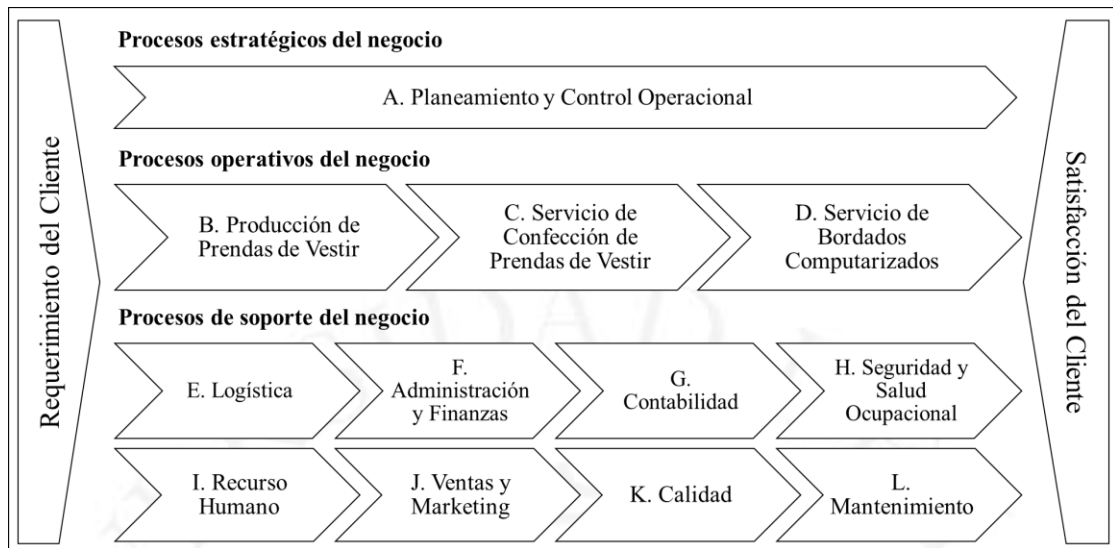 Requerimiento del Cliente
Procesos estratégicos del negocio
A. Planeamiento y Control Operacional
Procesos operativos del negocio
B. Producción de
Prendas de Vestir
C. Servicio de
Confección de
Prendas de Vestir
D. Servicio de
Bordados
Computarizados
Procesos de soporte del negocio
E. Logística
F.
Administración
y Finanzas
G.
Contabilidad
H. Seguridad y
Salud
Ocupacional
I. Recurso
Humano
J. Ventas y
Marketing
K. Calidad
L.
Mantenimiento
Satisfacción del Cliente